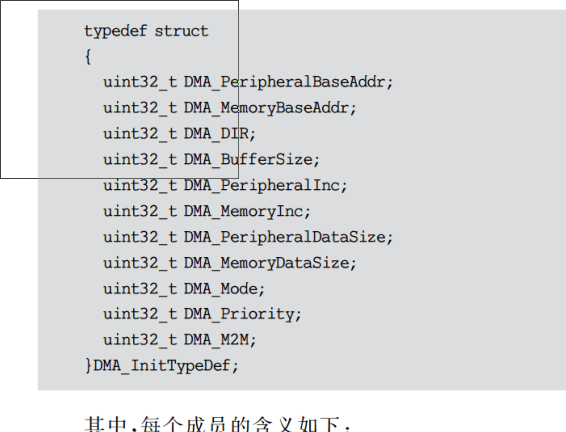 typedef struct
{
uint32_t DMA_PeripheralBaseAddr;
uint32_t DMA_MemoryBaseAddr;
uint32_t DMA_DIR;
uint32_t DMA_BufferSize;
uint32_t DMA_PeripheralInc;
uint32_t DMA_MemoryInc;
uint32_t DMA_PeripheralDataSize;
uint32_t DMA_MemoryDataSize;
uint32_t DMA_Mode;
uint32_t DMA_Priority;
uint32_t DMA_M2M;
}DMA_InitTypeDef;
其中,每个成员的含义如下: